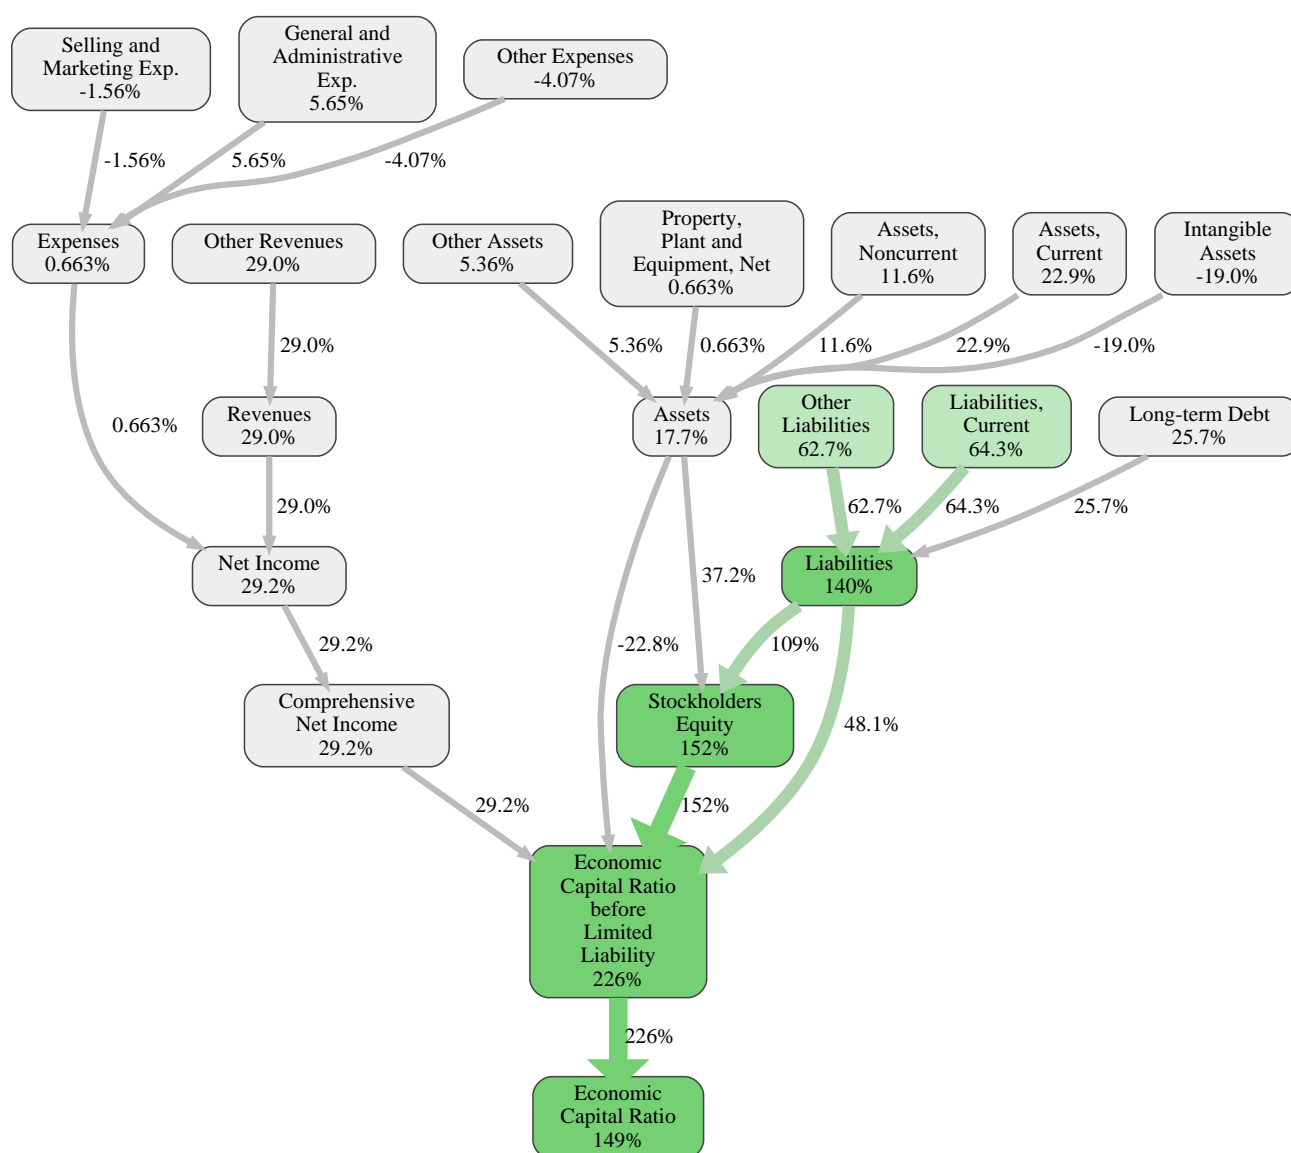 Selling and
Marketing Exp.
-1.56%
General and
Administrative
Exp.
5.65%
Other Expenses
-4.07%
-1.56%
5.65%
-4.07%
Expenses
0.663%
Other Revenues
29.0%
Other Assets
5.36%
Property,
Plant and
Equipment, Net
0.663%
Assets,
Noncurrent
11.6%
Assets,
Current
22.9%
Intangible
Assets
-19.0%
29.0%
5.36%
0.663%
11.6%
22.9%
-19.0%
0.663%
Revenues
29.0%
Assets
17.7%
Other
Liabilities
62.7%
Liabilities,
Current
64.3%
Long-term Debt
25.7%
29.0%
62.7%
64.3%
25.7%
Net Income
29.2%
37.2%
Liabilities
140%
29.2%
-22.8%
109%
Comprehensive
Net Income
29.2%
Stockholders
Equity
152%
48.1%
29.2%
152%
Economic
Capital Ratio
before
Limited
Liability
226%
226%
Economic
Capital Ratio
149%